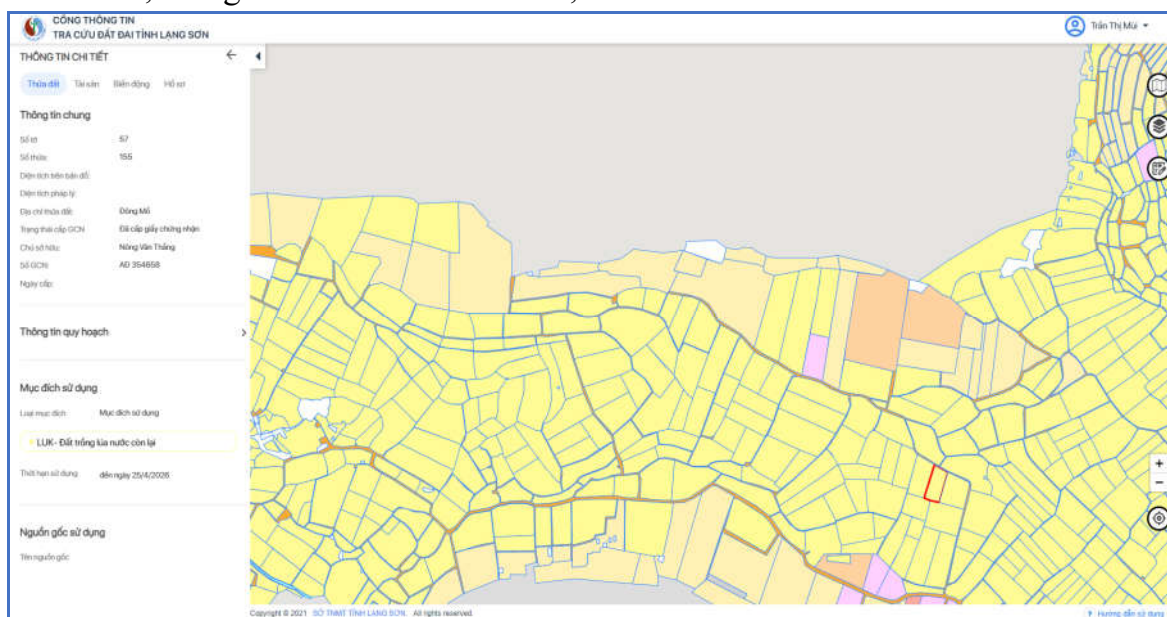 CỔNG THÔNG TIN
TRA CỨU ĐẤT ĐAI TỈNH LẠNG SƠN
Trần Thị Mùi
THÔNG TIN CHI TIẾT
Thửa đất Tài sản Biến động Hồ sơ
Thông tin chung
Số tờ 57
Số thửa: 155
Diện tích trên bản đồ:
Diện tích pháp lý:
Địa chỉ thửa đất: Đồng Mỏ
Trạng thái cấp GCN Đã cấp giấy chứng nhận
Chủ sở hữu: Nông Văn Thắng
Số GCN: AD 354658
Ngày cấp:
Thông tin quy hoạch
Mục đích sử dụng
Loại mục đích: Mục đích sử dụng
LUK- Đất trồng lúa nước còn lại
Thời hạn sử dụng đến ngày 25/4/2026
Nguồn gốc sử dụng
Tên nguồn gốc:
Copyright © 2021 SỞ TNMT TỈNH LẠNG SƠN. All rights reserved.
? Hướng dẫn sử dụng